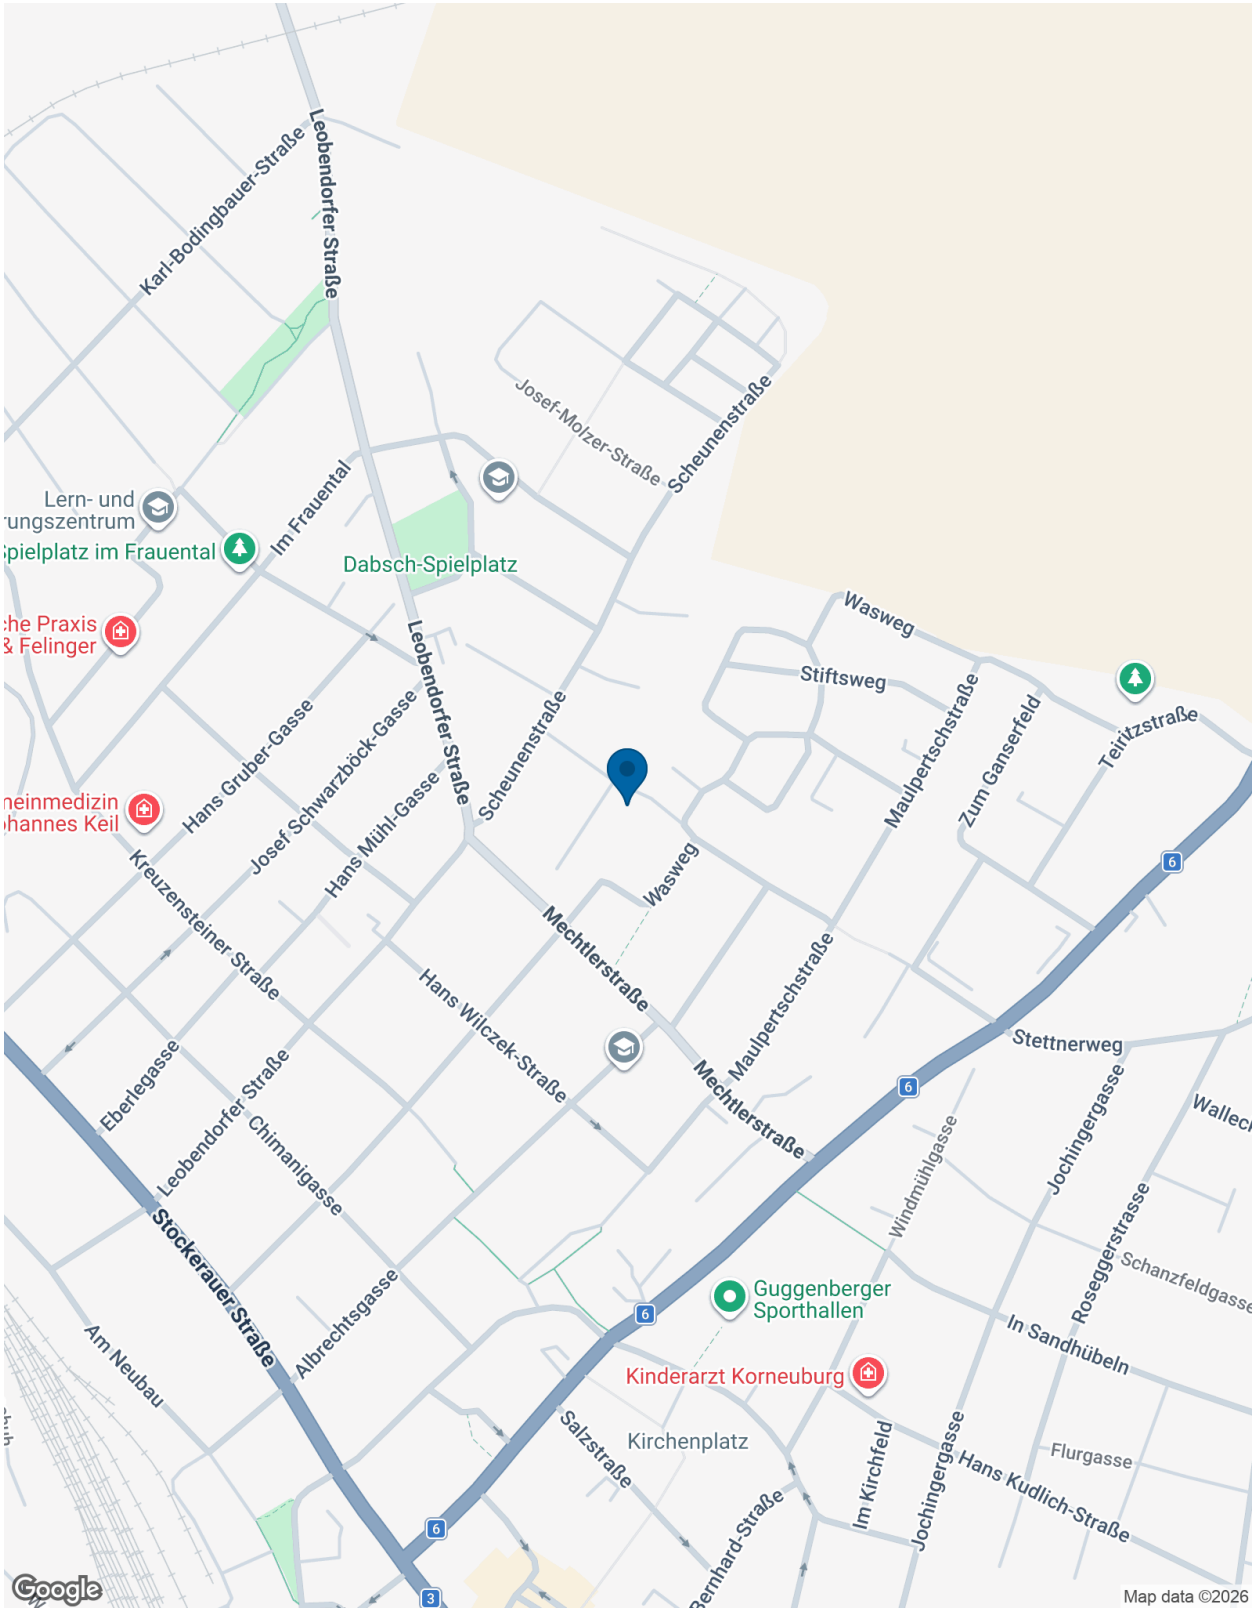 Leobendorfer Straße
Karl-Bodingbauer-Straße
Josef-Molzer-Straße
Scheunenstraße
Im Frauental
Lern- und
rungszentrum
Spielplatz im Frauental
Dabsch-Spielplatz
che Praxis
& Felinger
Wasweg
Stiftsweg
Leobendorfer Straße
Hans Gruber-Gasse
Josef Schwarzböck-Gasse
Hans Mühl-Gasse
Scheunenstraße
Maulpertschstraße
Zum Ganserfeld
Teiritzstraße
neinmedizin
ohannes Keil
6
Kreuzensteiner Straße
Wasweg
Mechtlerstraße
Hans Wilczek-Straße
Maulpertschstraße
Stettnerweg
Eberlegasse
Leobendorfer Straße
Chimanigasse
Mechtlerstraße
6
Windmühlgasse
Jochingergasse
Walleck
Roseggerstrasse
Schanzfeldgasse
Stockerauer Straße
Albrechtsgasse
Am Neubau
6
Guggenberger
Sporthallen
In Sandhübeln
Kinderarzt Korneuburg
Salzstraße
Kirchenplatz
Im Kirchfeld
Jochingergasse
Flurgasse
Hans Kudlich-Straße
Bernhard-Straße
6
3
Google
Map data ©2026